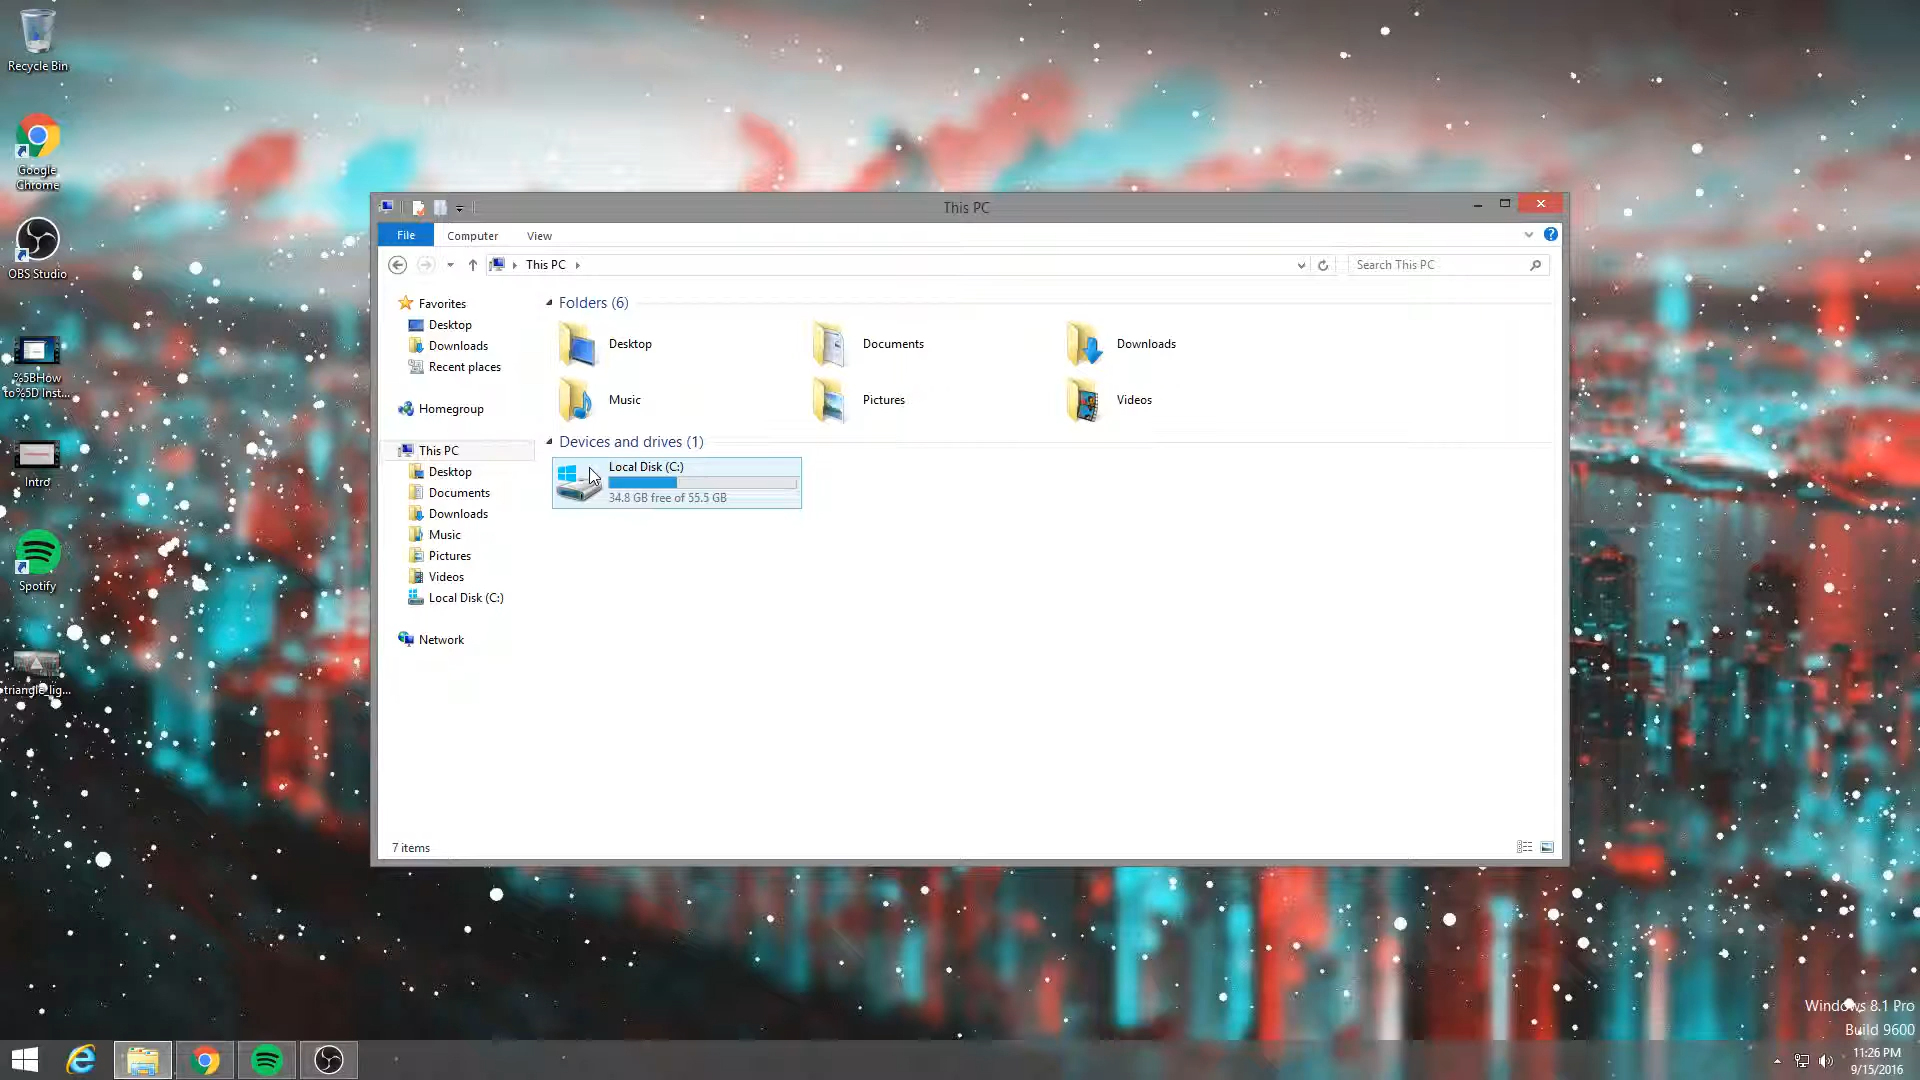 Recycle Bin
Google
Chrome
OBS Studio
%5BHow
to%5D Inst...
Intro
Spotify
triangle_lig...
This PC
File
Computer
View
This PC
Search This PC
Favorites
Desktop
Downloads
Recent places
Homegroup
This PC
Desktop
Documents
Downloads
Music
Pictures
Videos
Local Disk (C:)
Network
Folders (6)
Desktop
Documents
Downloads
Music
Pictures
Videos
Devices and drives (1)
Local Disk (C:)
34.8 GB free of 55.5 GB
7 items
Windows 8.1 Pro
Build 9600
11:26 PM
9/15/2016